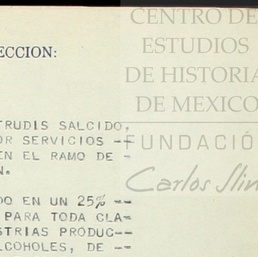 CENTRO DE
ESTUDIOS
DE HISTORIA
DE MEXICO
FUNDACIÓ
Carlos Slim
ECCION:
TRUDIS SALCIDO,
OR SERVICIOS --
EN EL RAMO DE -
N.
DO EN UN 25% --
PARA TODA CLA-
STRIAS PRODUC--
LCOHOLES, DE --